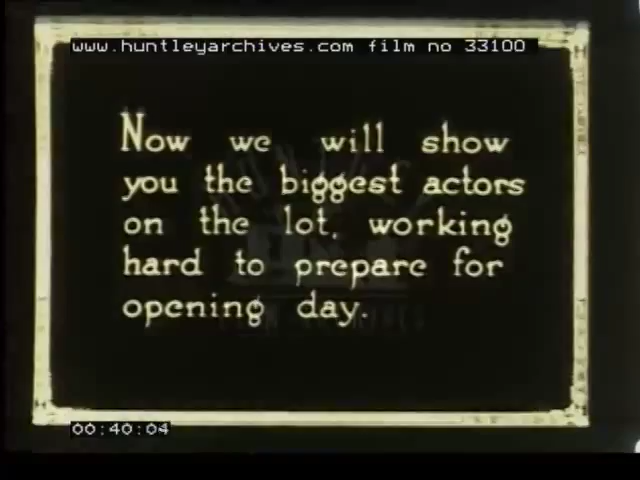 www.huntleyarchives.com film no 33100
Now we will show
you the biggest actors
on the lot, working
hard to prepare for
opening day.
00:40:04